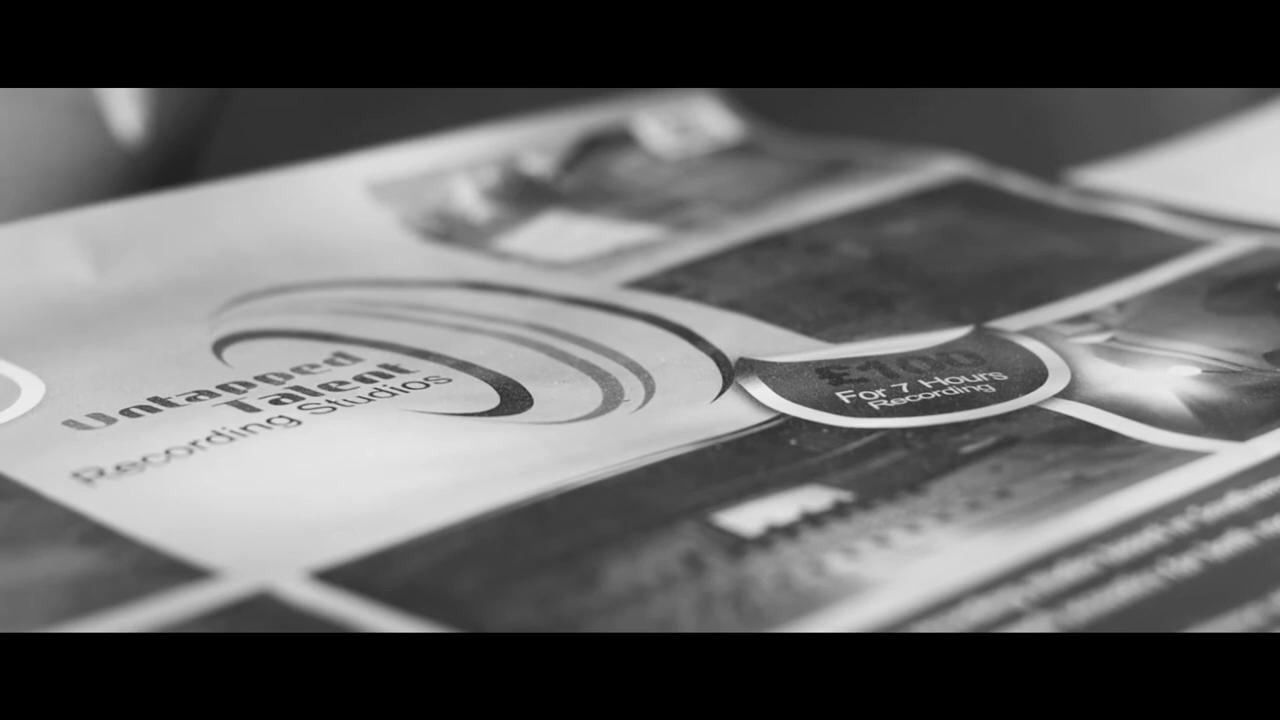 Untapped
Talent
Recording Studios
£100
For 7 Hours
Recording